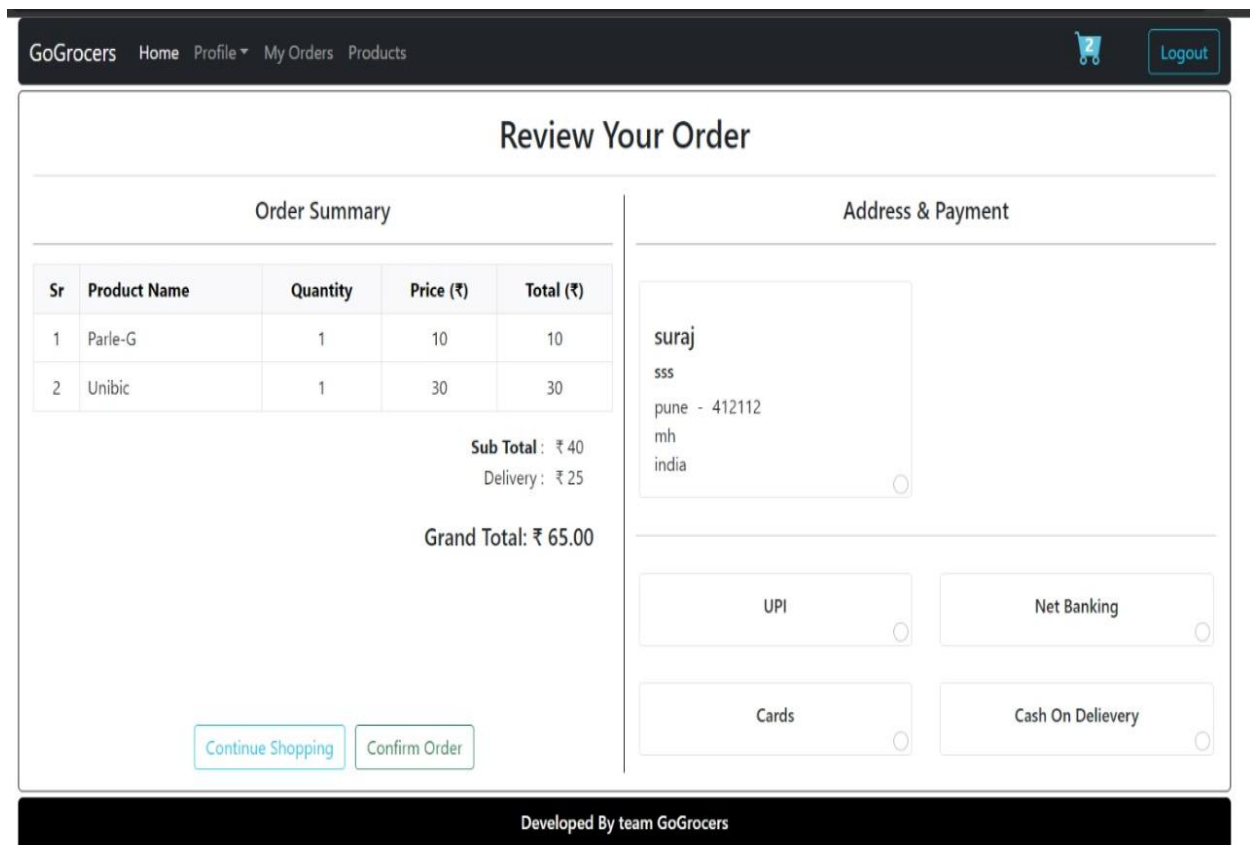 GoGrocers Home Profile My Orders Products 2 Logout
Review Your Order
Order Summary
Sr Product Name Quantity Price (₹) Total (₹)
1 Parle-G 1 10 10
2 Unibic 1 30 30
Sub Total : ₹ 40
Delivery : ₹ 25
Grand Total: ₹ 65.00
Continue Shopping Confirm Order
Address & Payment
suraj
sss
pune - 412112
mh
india
UPI Net Banking
Cards Cash On Delievery
Developed By team GoGrocers